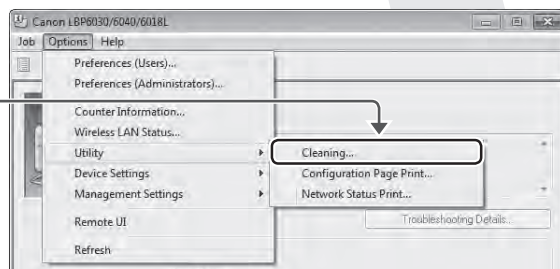 Canon LBP6030/6040/6018L
Job Options Help
Preferences (Users)...
Preferences (Administrators)...
Counter Information...
Wireless LAN Status...
Utility
Cleaning...
Device Settings
Configuration Page Print...
Management Settings
Network Status Print...
Remote UI
Troubleshooting Details...
Refresh